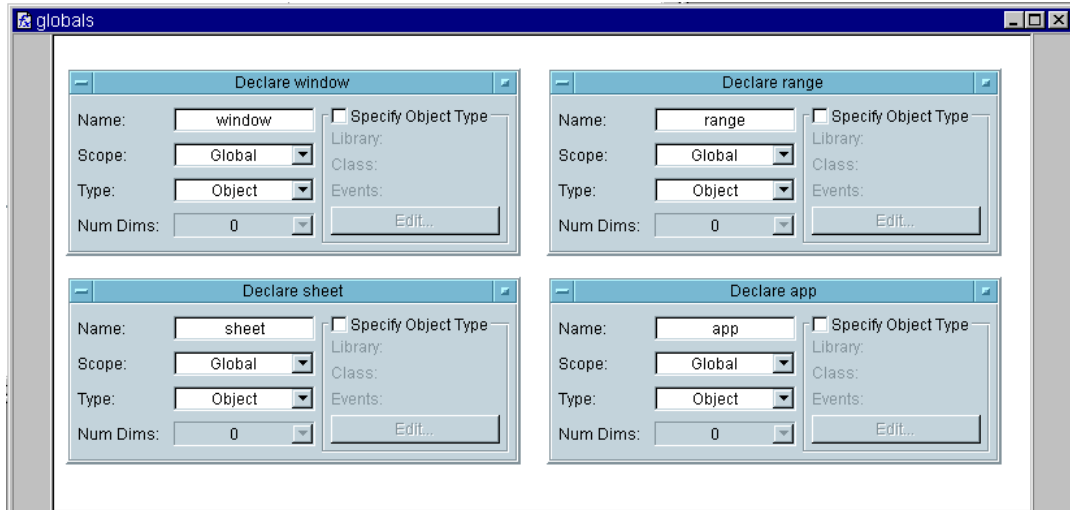 globals
Declare window
Name: window
Specify Object Type
Library:
Scope: Global
Class:
Type: Object
Events:
Num Dims: 0
Edit...
Declare range
Name: range
Specify Object Type
Library:
Scope: Global
Class:
Type: Object
Events:
Num Dims: 0
Edit...
Declare sheet
Name: sheet
Specify Object Type
Library:
Scope: Global
Class:
Type: Object
Events:
Num Dims: 0
Edit...
Declare app
Name: app
Specify Object Type
Library:
Scope: Global
Class:
Type: Object
Events:
Num Dims: 0
Edit...